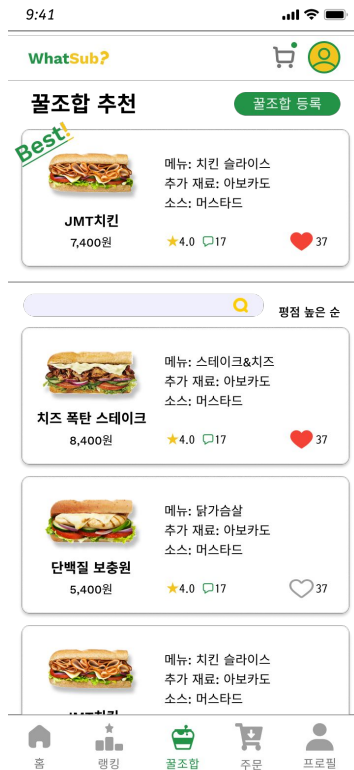 9:41
WhatSub?
꿀조합 추천
꿀조합 등록
Best!
메뉴: 치킨 슬라이스
추가 재료: 아보카도
소스: 머스타드
JMT치킨
7,400원
4.0
17
37
평점 높은 순
메뉴: 스테이크&치즈
추가 재료: 아보카도
소스: 머스타드
치즈 폭탄 스테이크
8,400원
4.0
17
37
메뉴: 닭가슴살
추가 재료: 아보카도
소스: 머스타드
단백질 보충원
5,400원
4.0
17
37
메뉴: 치킨 슬라이스
추가 재료: 아보카도
소스: 머스타드
JMT치킨
홈
랭킹
꿀조합
주문
프로필